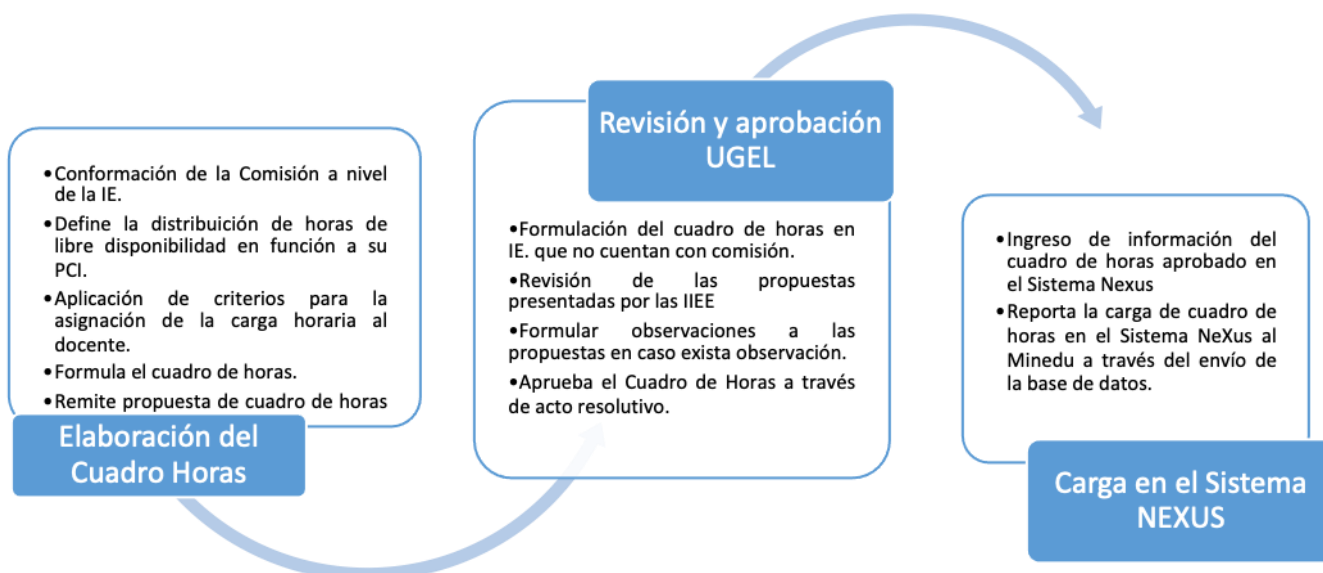 •Conformación de la Comisión a nivel
de la IE.
•Define la distribuición de horas de
libre disponibilidad en función a su
PCI.
•Aplicación de criterios para la
asignación de la carga horaria al
docente.
•Formula el cuadro de horas.
•Remite propuesta de cuadro de horas
Elaboración del
Cuadro Horas
Revisión y aprobación
UGEL
•Formulación del cuadro de horas en
IE. que no cuentan con comisión.
•Revisión de las propuestas
presentadas por las IIEE
•Formular observaciones a las
propuestas en caso exista observación.
•Aprueba el Cuadro de Horas a través
de acto resolutivo.
•Ingreso de información del
cuadro de horas aprobado en
el Sistema Nexus
•Reporta la carga de cuadro de
horas en el Sistema NeXus al
Minedu a través del envío de
la base de datos.
Carga en el Sistema
NEXUS